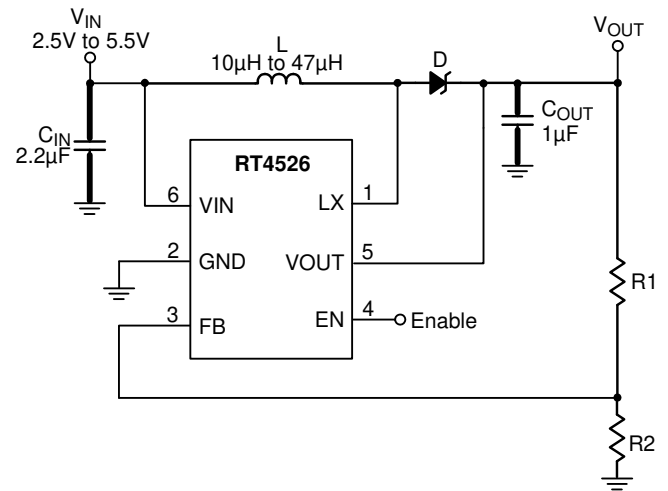 VIN
2.5V to 5.5V
L
10µH to 47µH
D
VOUT
CIN
2.2µF
COUT
1µF
RT4526
6
VIN
LX
1
2
GND
VOUT
5
3
FB
EN
4
Enable
R1
R2